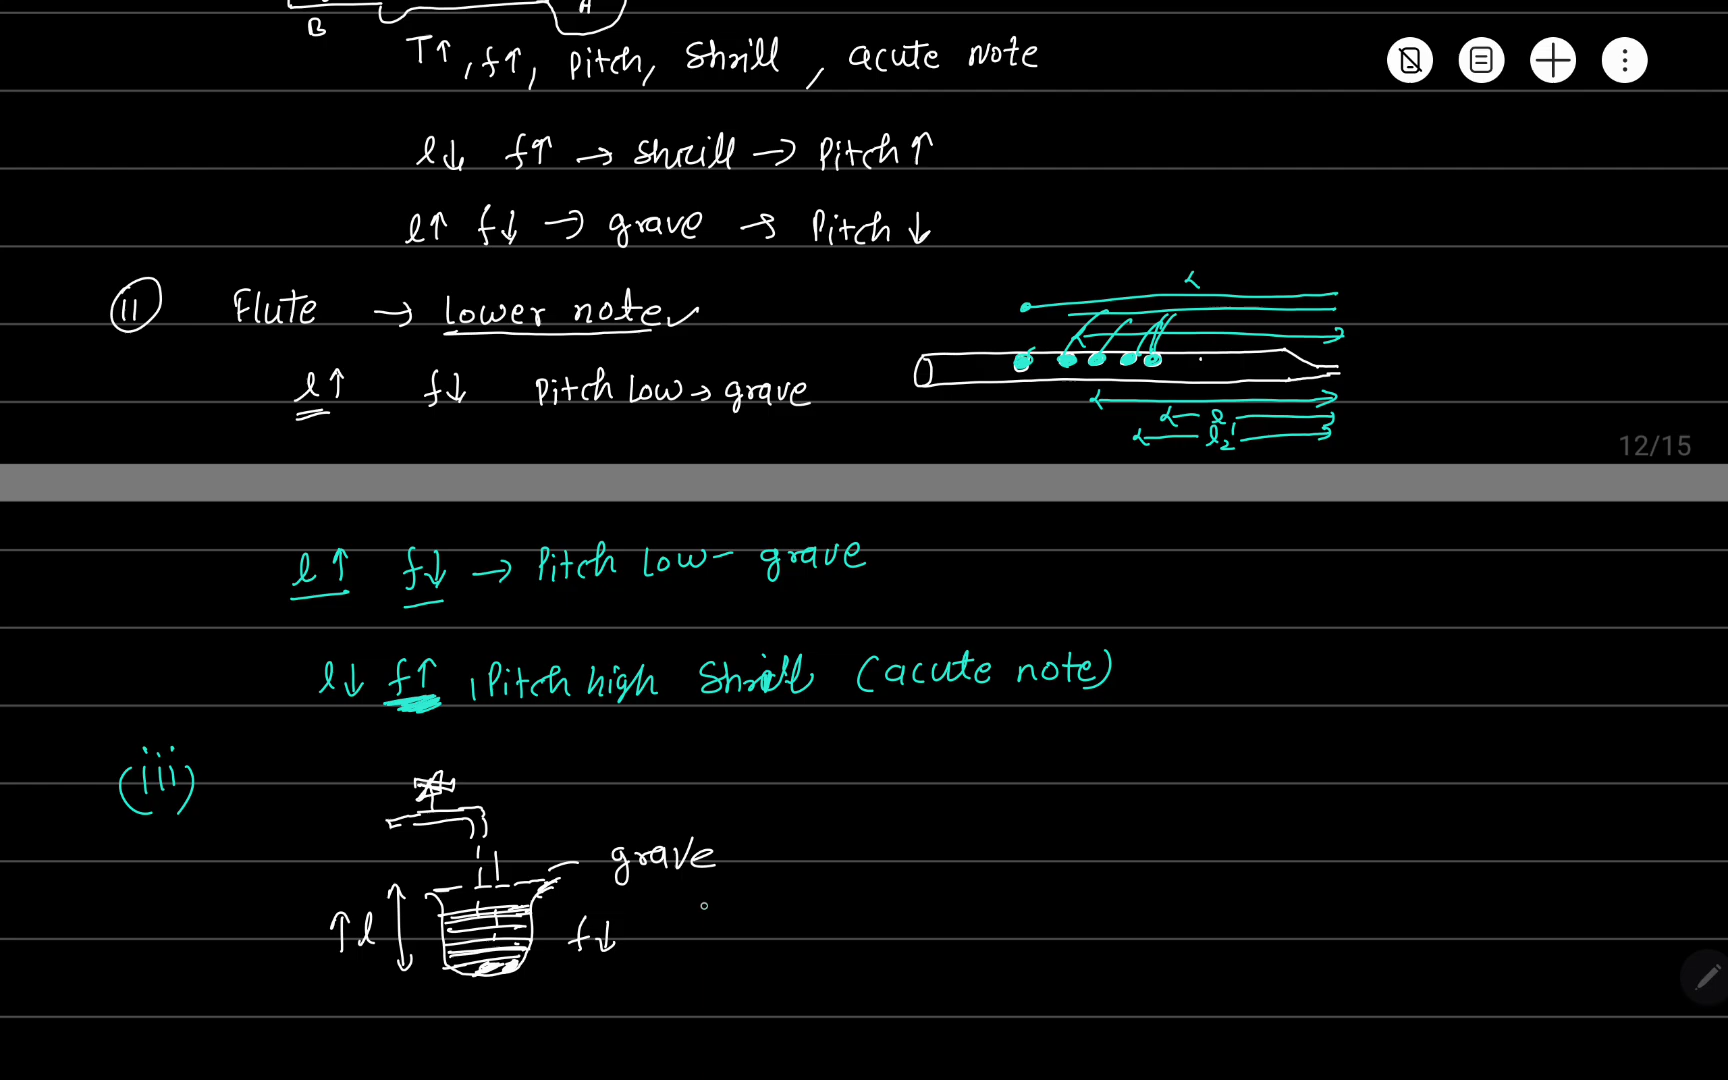 B A
T↑, f↑, Pitch, Shrill, acute note
l↓ f↑ → Shrill → Pitch↑
l↑ f↓ → grave → Pitch↓
(11) Flute → lower note ✓
l↑ f↓ Pitch low → grave
l1
l2
12/15
l↑ f↓ → Pitch low - grave
l↓ f↑, Pitch high Shrill (acute note)
(iii)
grave
↑l f↓